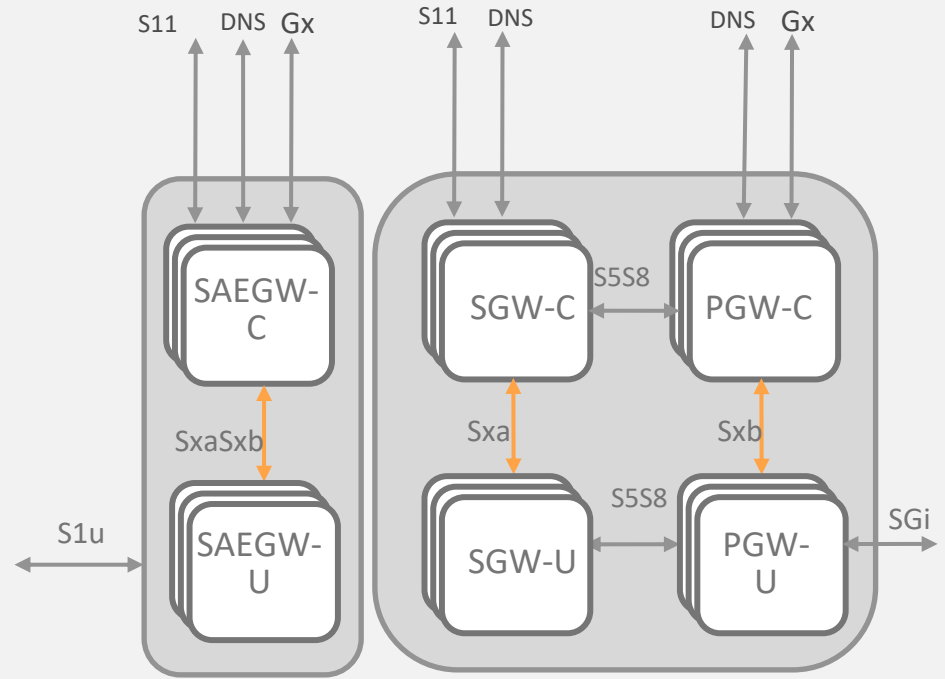 S11
DNS
Gx
S11
DNS
DNS
Gx
SAEGW-
C
SGW-C
S5S8
PGW-C
SxaSxb
Sxa
Sxb
S1u
SAEGW-
U
SGW-U
S5S8
PGW-
U
SGi